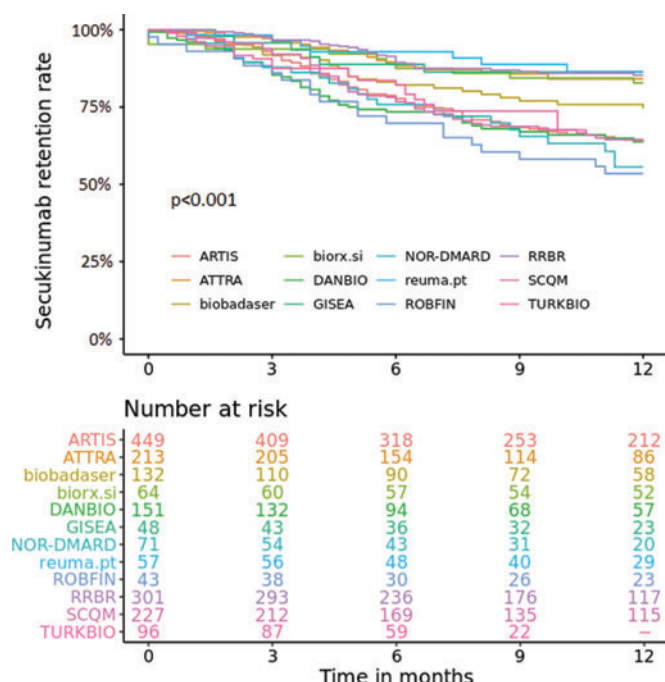 Secukinumab retention rate
100%
75%
50%
25%
0%
p<0.001
ARTIS biorx.si NOR-DMARD RRBR
ATTRA DANBIO reuma.pt SCQM
biobadaser GISEA ROBFIN TURKBIO
0 3 6 9 12
Number at risk
ARTIS 449 409 318 253 212
ATTRA 213 205 154 114 86
biobadaser 132 110 90 72 58
biorx.si 64 60 57 54 52
DANBIO 151 132 94 68 57
GISEA 48 43 36 32 23
NOR-DMARD 71 54 43 31 20
reuma.pt 57 56 48 40 29
ROBFIN 43 38 30 26 23
RRBR 301 293 236 176 117
SCQM 227 212 169 135 115
TURKBIO 96 87 59 22 –
0 3 6 9 12
Time in months